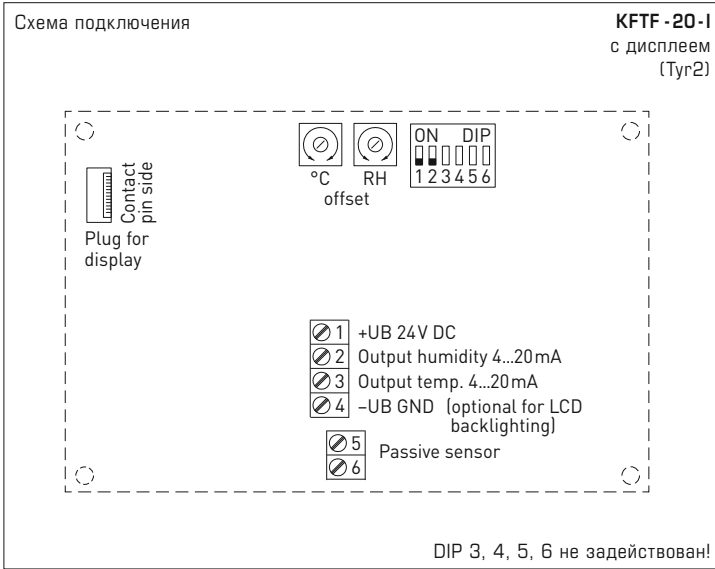 Схема подключения
KFTF - 20 - I
с дисплеем
(Tyr2)
ON DIP
1 2 3 4 5 6
°C RH
offset
Contact
pin side
Plug for
display
1 +UB 24V DC
2 Output humidity 4...20mA
3 Output temp. 4...20mA
4 –UB GND (optional for LCD
backlighting)
5
Passive sensor
6
DIP 3, 4, 5, 6 не задействован!